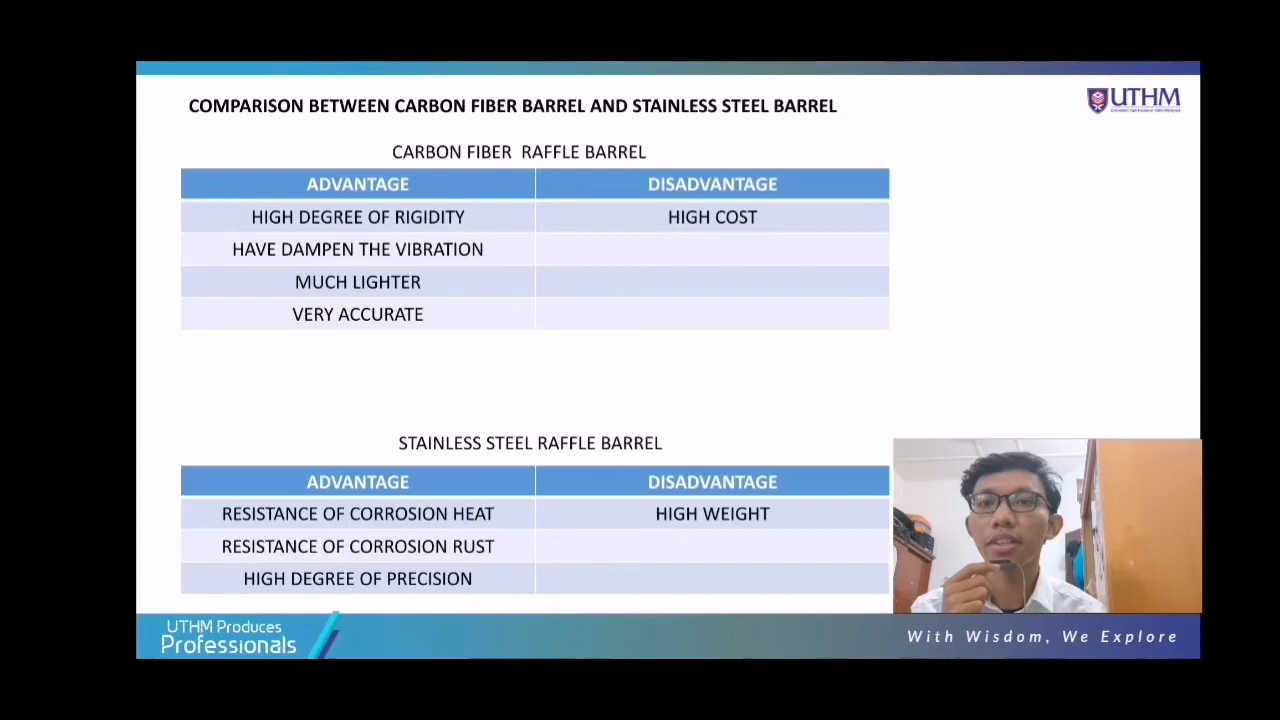 COMPARISON BETWEEN CARBON FIBER BARREL AND STAINLESS STEEL BARREL
UTHM
CARBON FIBER RAFFLE BARREL
ADVANTAGE DISADVANTAGE
HIGH DEGREE OF RIGIDITY HIGH COST
HAVE DAMPEN THE VIBRATION
MUCH LIGHTER
VERY ACCURATE
STAINLESS STEEL RAFFLE BARREL
ADVANTAGE DISADVANTAGE
RESISTANCE OF CORROSION HEAT HIGH WEIGHT
RESISTANCE OF CORROSION RUST
HIGH DEGREE OF PRECISION
UTHM Produces
Professionals
With Wisdom, We Explore